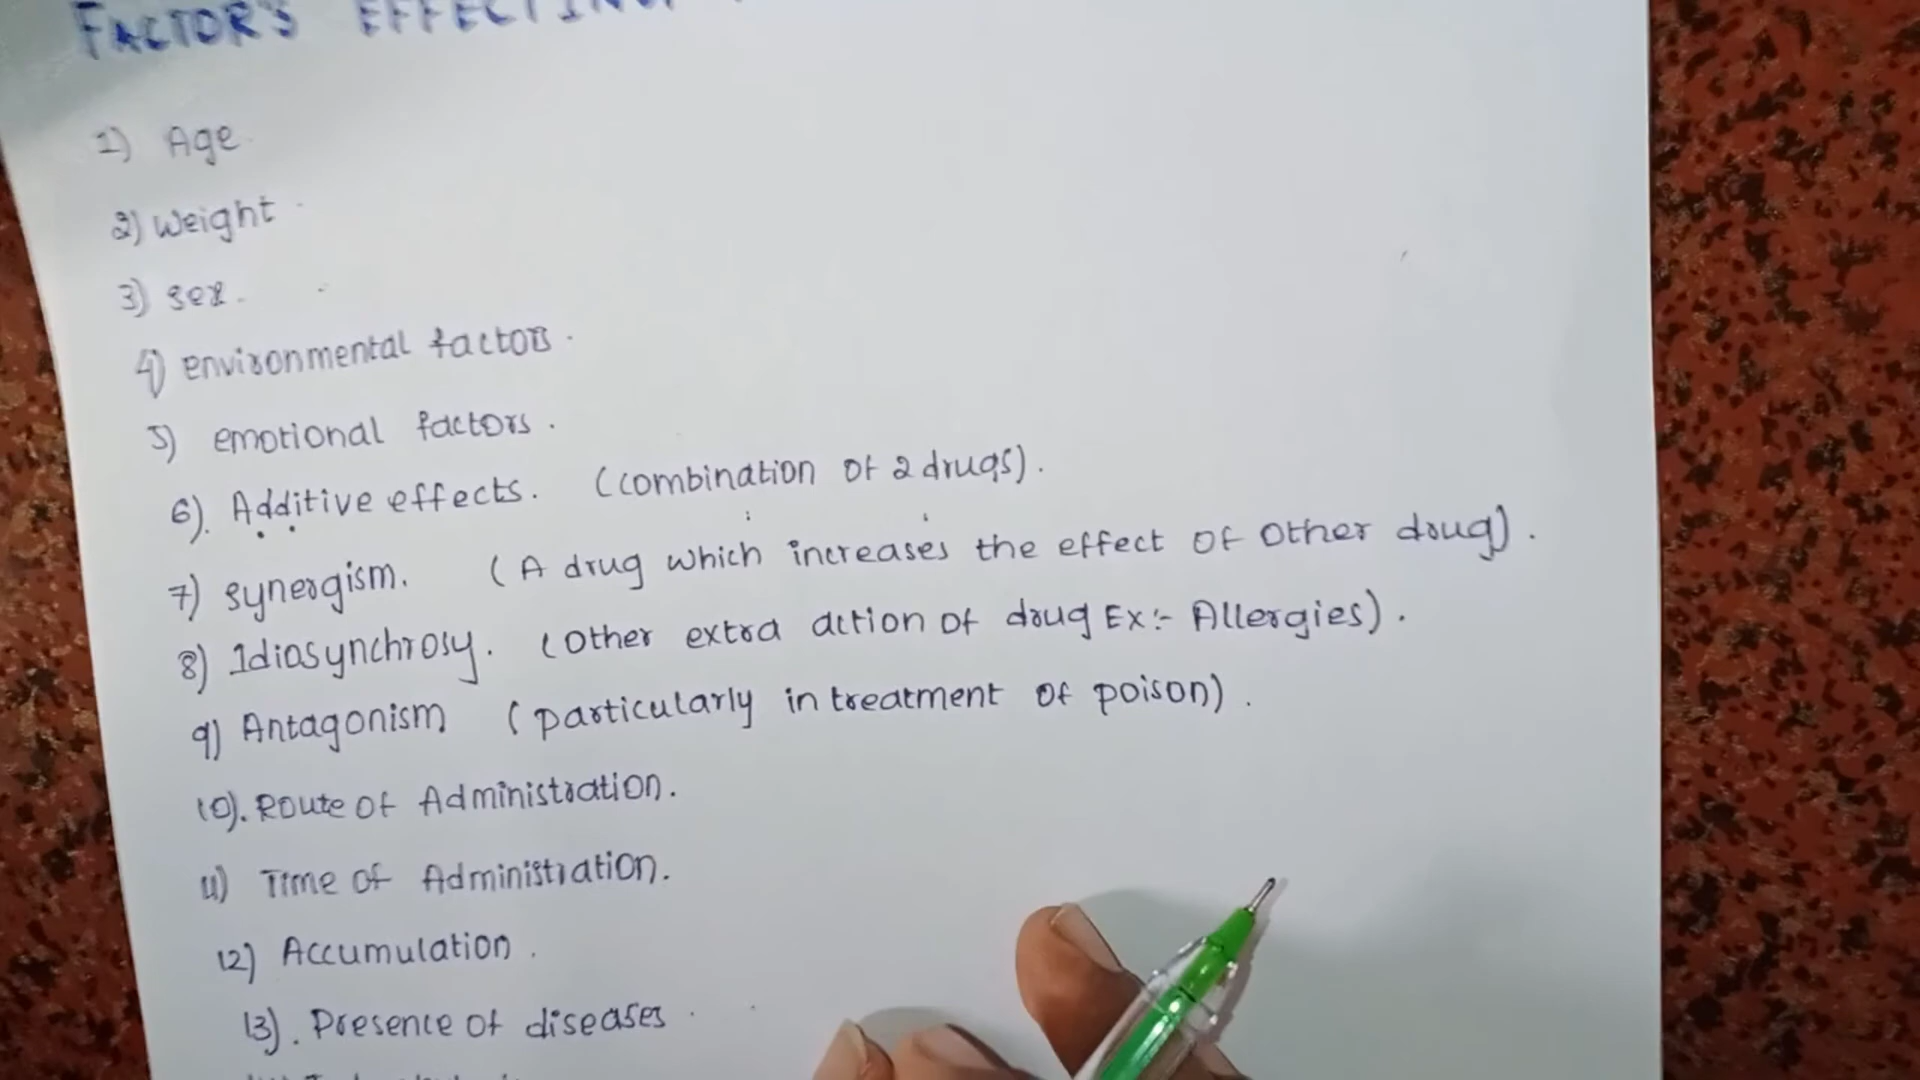 FACTOR'S EFFECTING
1) Age.
2) Weight.
3) sex.
4) environmental factors.
5) emotional factors.
6). Additive effects. (combination of 2 drugs).
7) synergism. (A drug which increases the effect of other drug).
8) Idiosynchrosy. (other extra action of drug Ex:- Allergies).
9) Antagonism (particularly in treatment of poison).
10). Route of Administration.
11) Time of Administration.
12) Accumulation.
13). Presence of diseases.